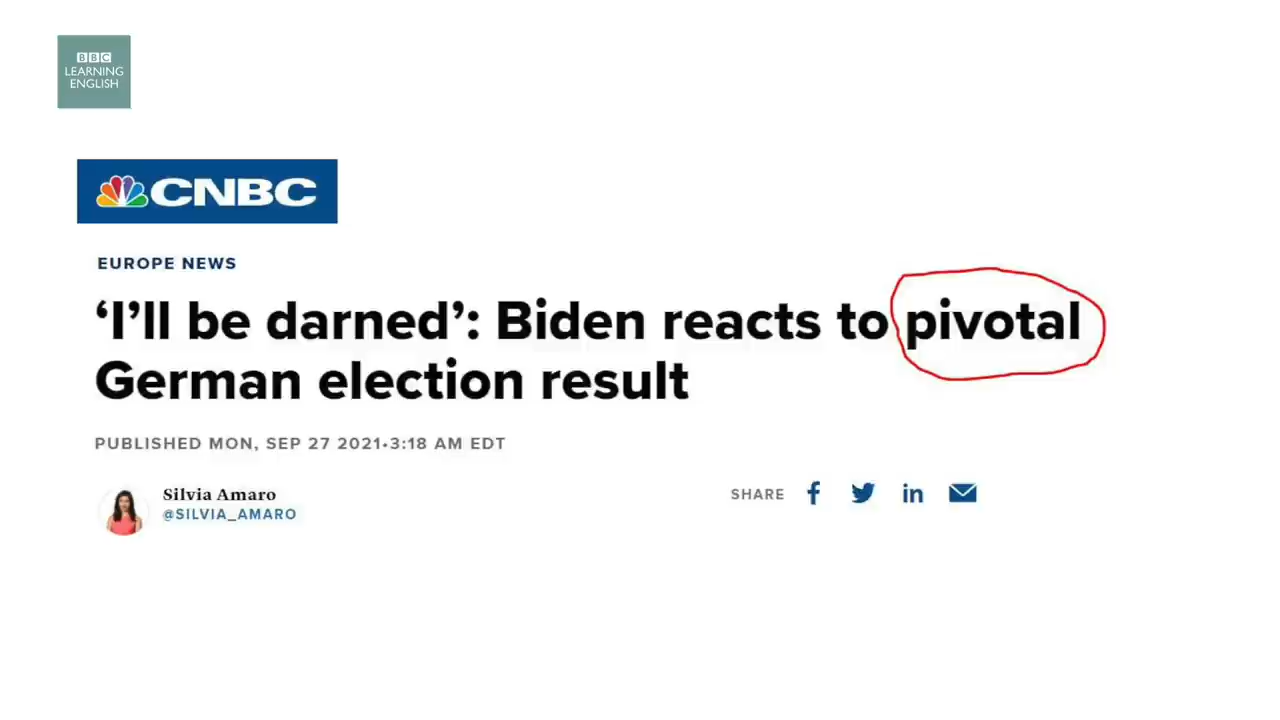 BBC
LEARNING
ENGLISH
CNBC
EUROPE NEWS
‘I’ll be darned’: Biden reacts to pivotal
German election result
PUBLISHED MON, SEP 27 2021•3:18 AM EDT
Silvia Amaro
@SILVIA_AMARO
SHARE